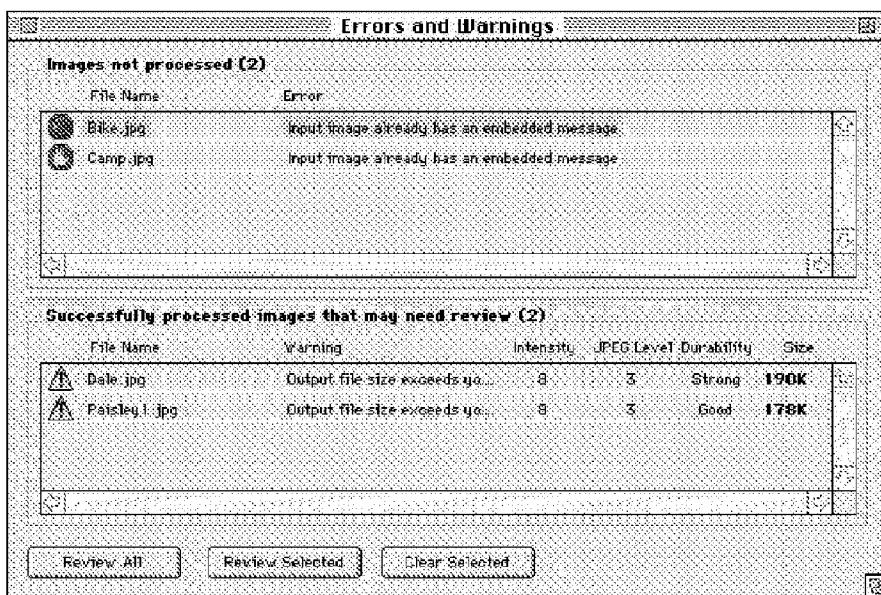 Errors and Warnings
Images not processed (2)
File Name Error
Bike.jpg Input image already has an embedded message.
Camp.jpg Input image already has an embedded message.
Successfully processed images that may need review (2)
File Name Warning Intensity JPEG Level Durability Size
Dale.jpg Output file size exceeds yo... 8 3 Strong 190K
Paisley1.jpg Output file size exceeds yo... 8 3 Good 178K
Review All Review Selected Clear Selected